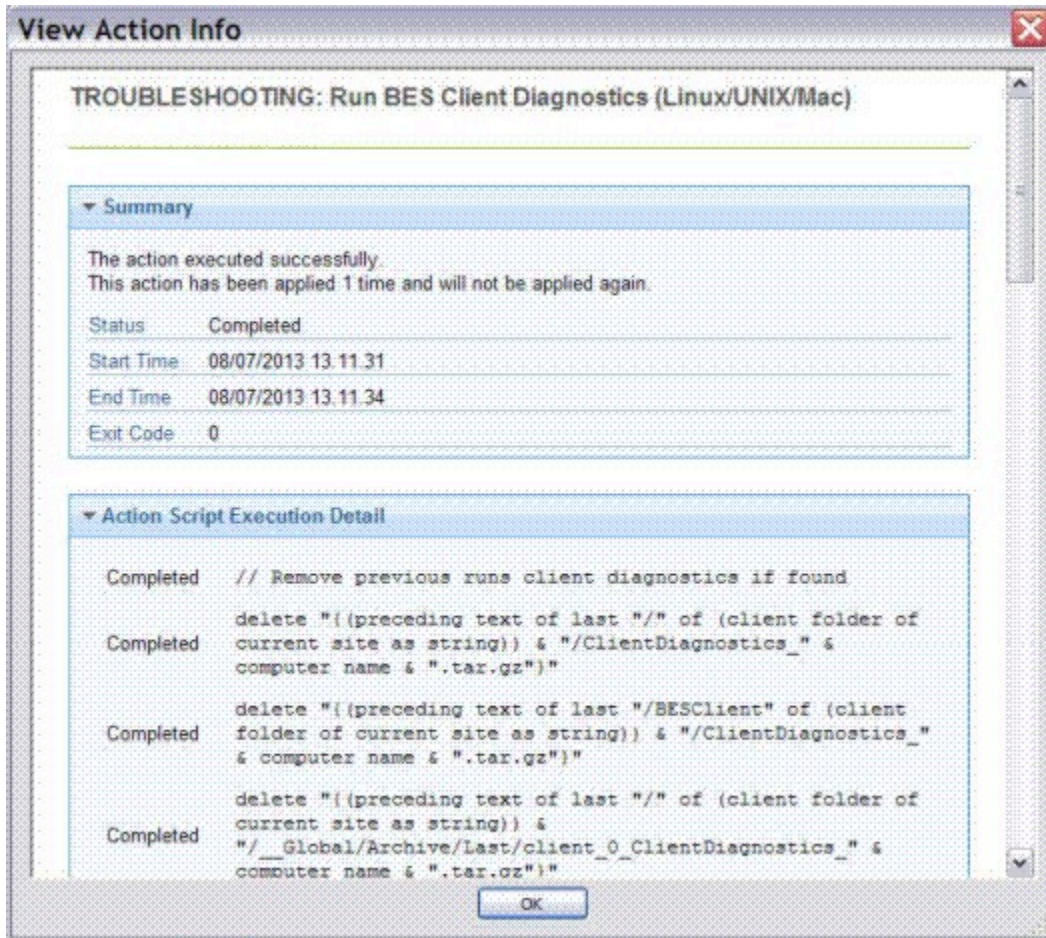 View Action Info
TROUBLESHOOTING: Run BES Client Diagnostics (Linux/UNIX/Mac)
Summary
The action executed successfully.
This action has been applied 1 time and will not be applied again.
Status Completed
Start Time 08/07/2013 13.11.31
End Time 08/07/2013 13.11.34
Exit Code 0
Action Script Execution Detail
Completed // Remove previous runs client diagnostics if found
delete "{(preceding text of last "/" of (client folder of
Completed current site as string)) & "/ClientDiagnostics_" &
computer name & ".tar.gz"}"
delete "{(preceding text of last "/BESClient" of (client
Completed folder of current site as string)) & "/ClientDiagnostics_"
& computer name & ".tar.gz"}"
delete "{(preceding text of last "/" of (client folder of
current site as string)) &
Completed "/__Global/Archive/Last/client_0_ClientDiagnostics_" &
computer name & ".tar.gz"}"
OK